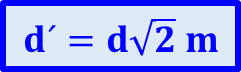 d´ = d√2 m